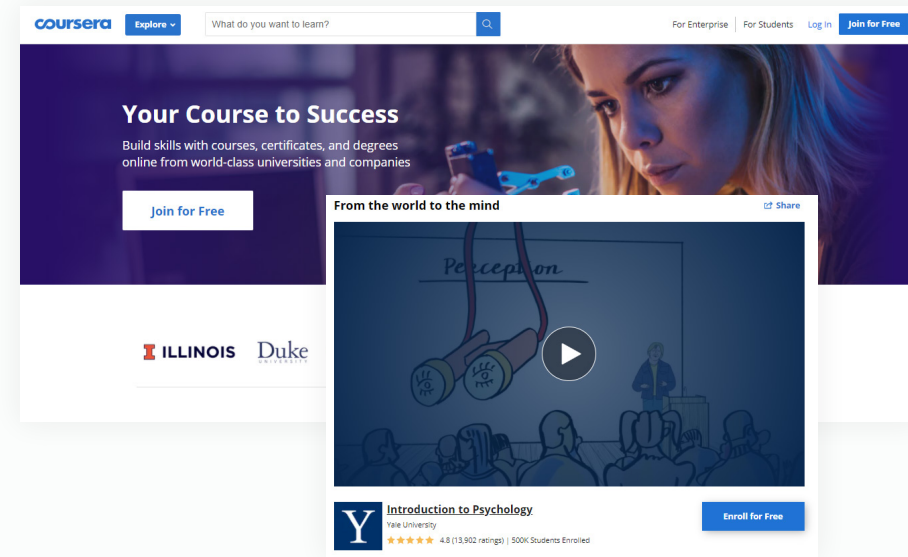 coursera
Explore
What do you want to learn?
For Enterprise
For Students
Log In
Join for Free
Your Course to Success
Build skills with courses, certificates, and degrees
online from world-class universities and companies
Join for Free
I ILLINOIS
Duke
UNIVERSITY
From the world to the mind
Share
Perception
Y
Introduction to Psychology
Yale University
4.8 (13,902 ratings) | 500K Students Enrolled
Enroll for Free